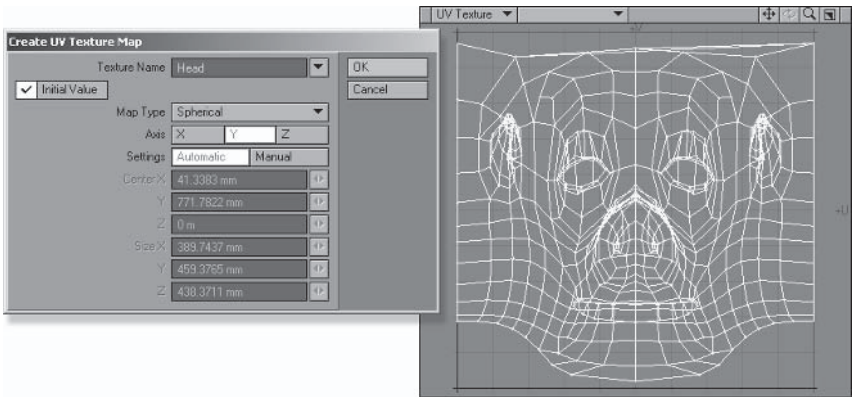 Create UV Texture Map
Texture Name Head
Initial Value
Map Type Spherical
Axis X Y Z
Settings Automatic Manual
Center X 41.3383 mm
Y 771.7822 mm
Z 0 m
Size X 389.7437 mm
Y 459.3765 mm
Z 438.3711 mm
OK
Cancel
UV Texture
+V
+U